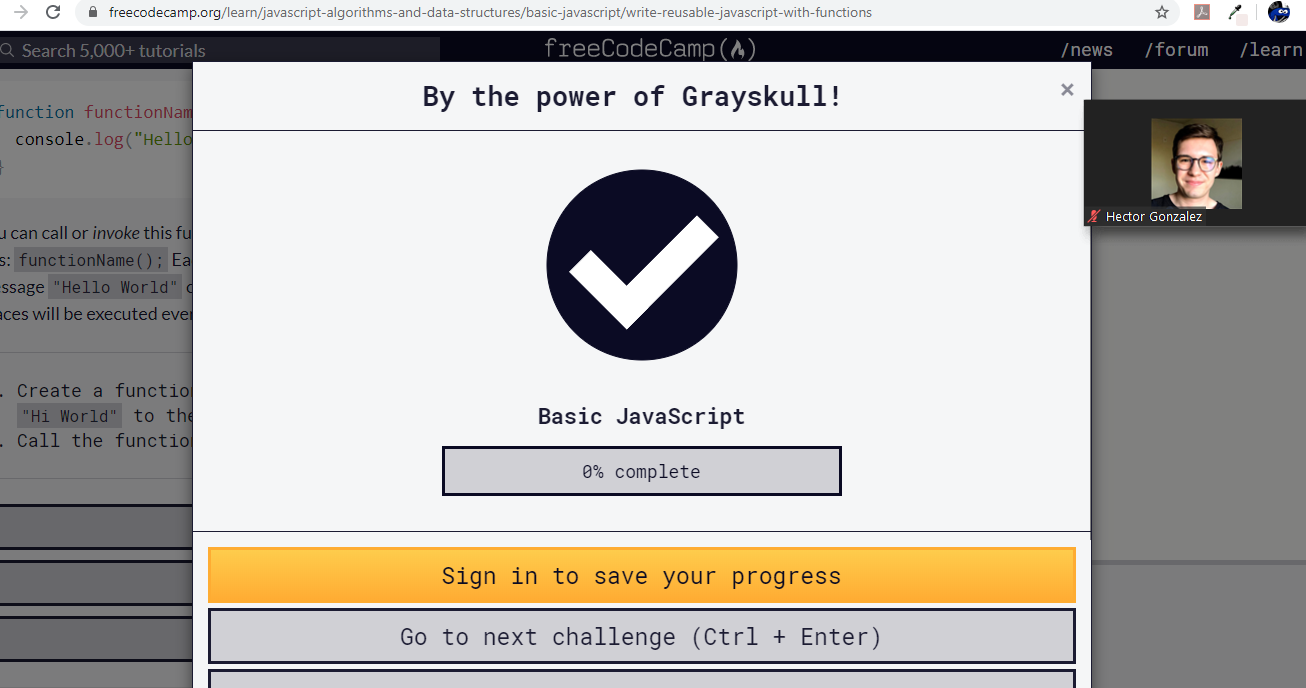 freecodecamp.org/learn/javascript-algorithms-and-data-structures/basic-javascript/write-reusable-javascript-with-functions
Search 5,000+ tutorials
freeCodeCamp(🔥)
/news /forum /learn
By the power of Grayskull!
×
function functionNam
console.log("Hello
}
u can call or invoke this fu
s: functionName(); Ea
ssage "Hello World"
aces will be executed ever
. Create a function
"Hi World" to the
. Call the function
Hector Gonzalez
Basic JavaScript
0% complete
Sign in to save your progress
Go to next challenge (Ctrl + Enter)